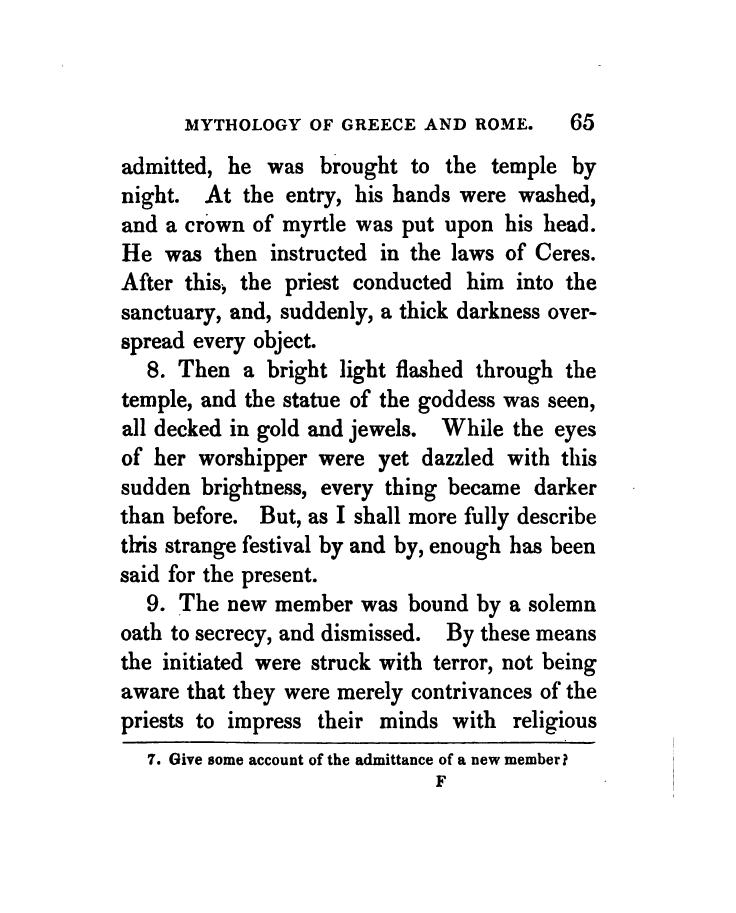 MYTHOLOGY OF GREECE AND ROME. 65
admitted, he was brought to the temple by
night. At the entry, his hands were washed,
and a crown of myrtle was put upon his head.
He was then instructed in the laws of Ceres.
After this, the priest conducted him into the
sanctuary, and, suddenly, a thick darkness over-
spread every object.
8. Then a bright light flashed through the
temple, and the statue of the goddess was seen,
all decked in gold and jewels. While the eyes
of her worshipper were yet dazzled with this
sudden brightness, every thing became darker
than before. But, as I shall more fully describe
this strange festival by and by, enough has been
said for the present.
9. The new member was bound by a solemn
oath to secrecy, and dismissed. By these means
the initiated were struck with terror, not being
aware that they were merely contrivances of the
priests to impress their minds with religious
7. Give some account of the admittance of a new member?
F